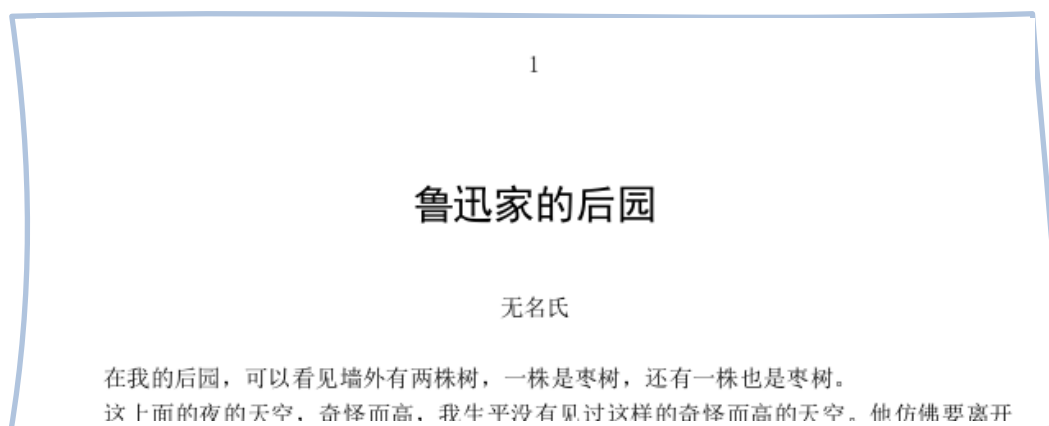 1
鲁迅家的后园
无名氏
在我的后园，可以看见墙外有两株树，一株是枣树，还有一株也是枣树。
这上面的夜的天空，奇怪而高，我生平没有见过这样的奇怪而高的天空。他仿佛要离开